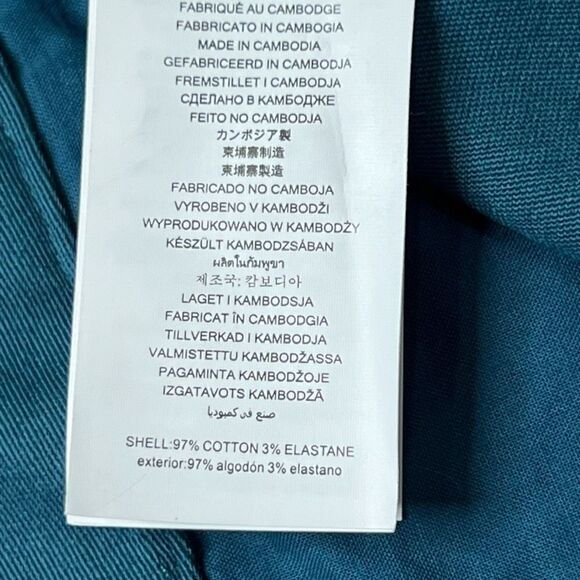 FABRIQUÉ AU CAMBODGE
FABBRICATO IN CAMBOGIA
MADE IN CAMBODIA
GEFABRICEERD IN CAMBODJA
FREMSTILLET I CAMBODJA
СДЕЛАНО В КАМБОДЖЕ
FEITO NO CAMBODJA
カンボジア製
柬埔寨制造
柬埔寨製造
FABRICADO NO CAMBOJA
VYROBENO V KAMBODŽI
WYPRODUKOWANO W KAMBODŻY
KÉSZÜLT KAMBODZSÁBAN
ผลิตในกัมพูชา
제조국: 캄보디아
LAGET I KAMBODSJA
FABRICAT ÎN CAMBODGIA
TILLVERKAD I KAMBODJA
VALMISTETTU KAMBODŽASSA
PAGAMINTA KAMBODŽOJE
IZGATAVOTS KAMBODŽĀ
صنع في كمبوديا
SHELL:97% COTTON 3% ELASTANE
exterior:97% algodón 3% elastano